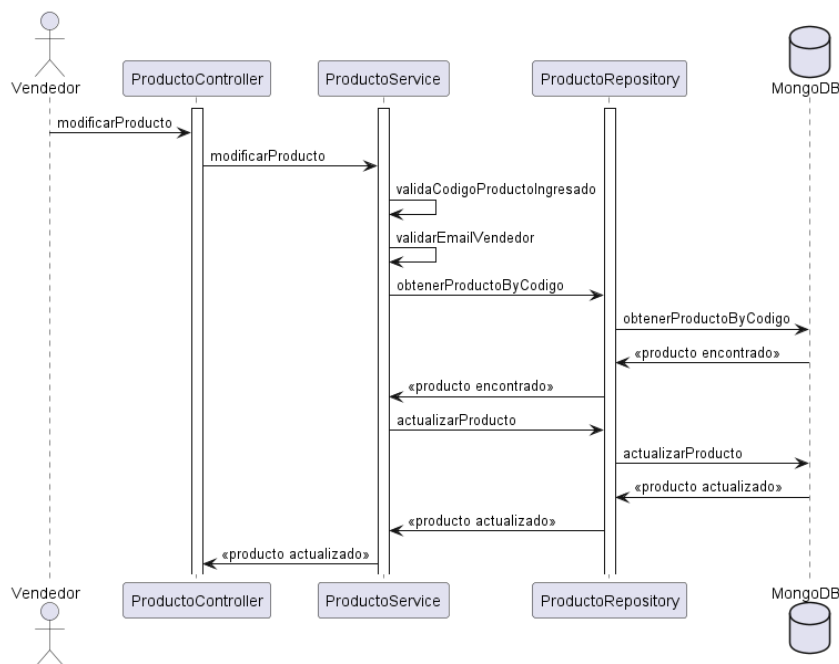 Vendedor
ProductoController
ProductoService
ProductoRepository
MongoDB
modificarProducto
modificarProducto
validaCodigoProductoIngresado
validarEmailVendedor
obtenerProductoByCodigo
obtenerProductoByCodigo
«producto encontrado»
«producto encontrado»
actualizarProducto
actualizarProducto
«producto actualizado»
«producto actualizado»
«producto actualizado»
Vendedor
ProductoController
ProductoService
ProductoRepository
MongoDB